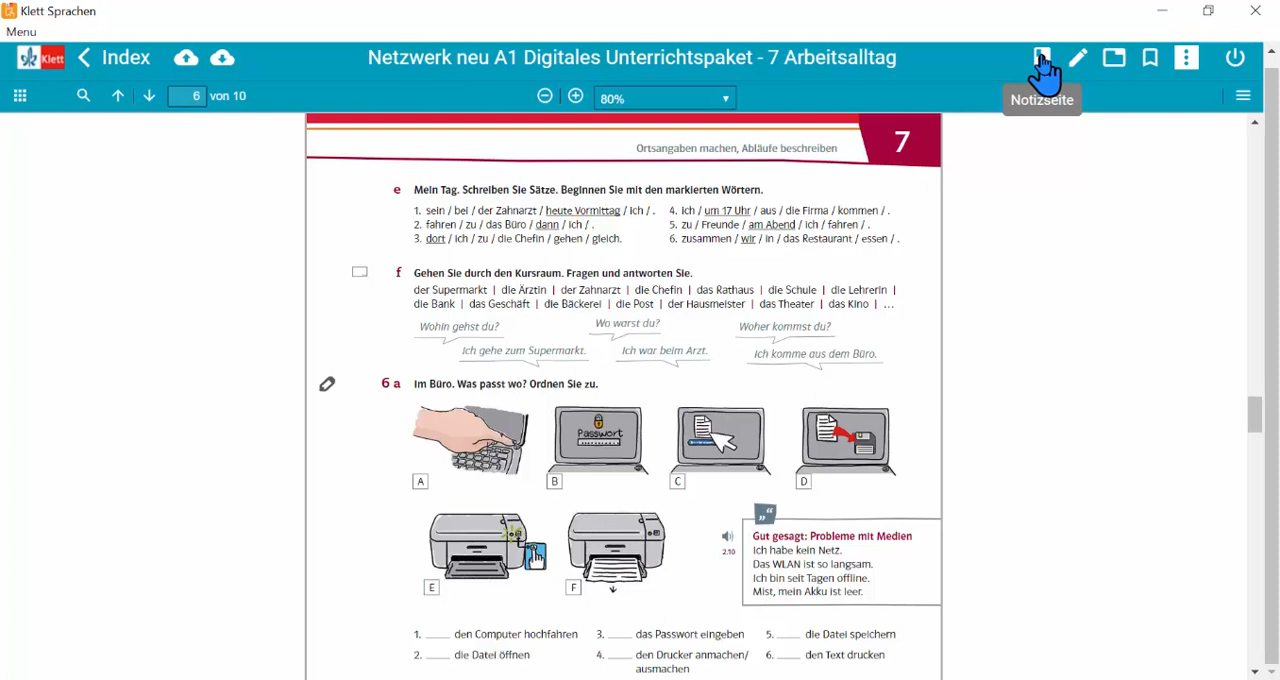 Klett Sprachen
Menu
Klett
Index
Netzwerk neu A1 Digitales Unterrichtspaket - 7 Arbeitsalltag
6 von 10
80%
Notizseite
Ortsangaben machen, Abläufe beschreiben
7
e Mein Tag. Schreiben Sie Sätze. Beginnen Sie mit den markierten Wörtern.
1. sein / bei / der Zahnarzt / heute Vormittag / ich / .
2. fahren / zu / das Büro / dann / ich / .
3. dort / ich / zu / die Chefin / gehen / gleich.
4. ich / um 17 Uhr / aus / die Firma / kommen / .
5. zu / Freunde / am Abend / ich / fahren / .
6. zusammen / wir / in / das Restaurant / essen / .
f Gehen Sie durch den Kursraum. Fragen und antworten Sie.
der Supermarkt | die Ärztin | der Zahnarzt | die Chefin | das Rathaus | die Schule | die Lehrerin |
die Bank | das Geschäft | die Bäckerei | die Post | der Hausmeister | das Theater | das Kino | ...
Wohin gehst du?
Wo warst du?
Woher kommst du?
Ich gehe zum Supermarkt.
Ich war beim Arzt.
Ich komme aus dem Büro.
6 a Im Büro. Was passt wo? Ordnen Sie zu.
Passwort
A
B
C
D
E
F
2.10
Gut gesagt: Probleme mit Medien
Ich habe kein Netz.
Das WLAN ist so langsam.
Ich bin seit Tagen offline.
Mist, mein Akku ist leer.
1. ____ den Computer hochfahren
2. ____ die Datei öffnen
3. ____ das Passwort eingeben
4. ____ den Drucker anmachen/
ausmachen
5. ____ die Datei speichern
6. ____ den Text drucken